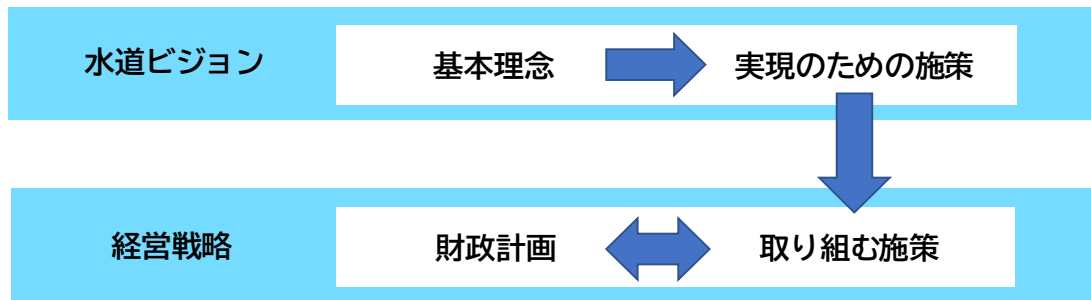 水道ビジョン
基本理念
実現のための施策
経営戦略
財政計画
取り組む施策